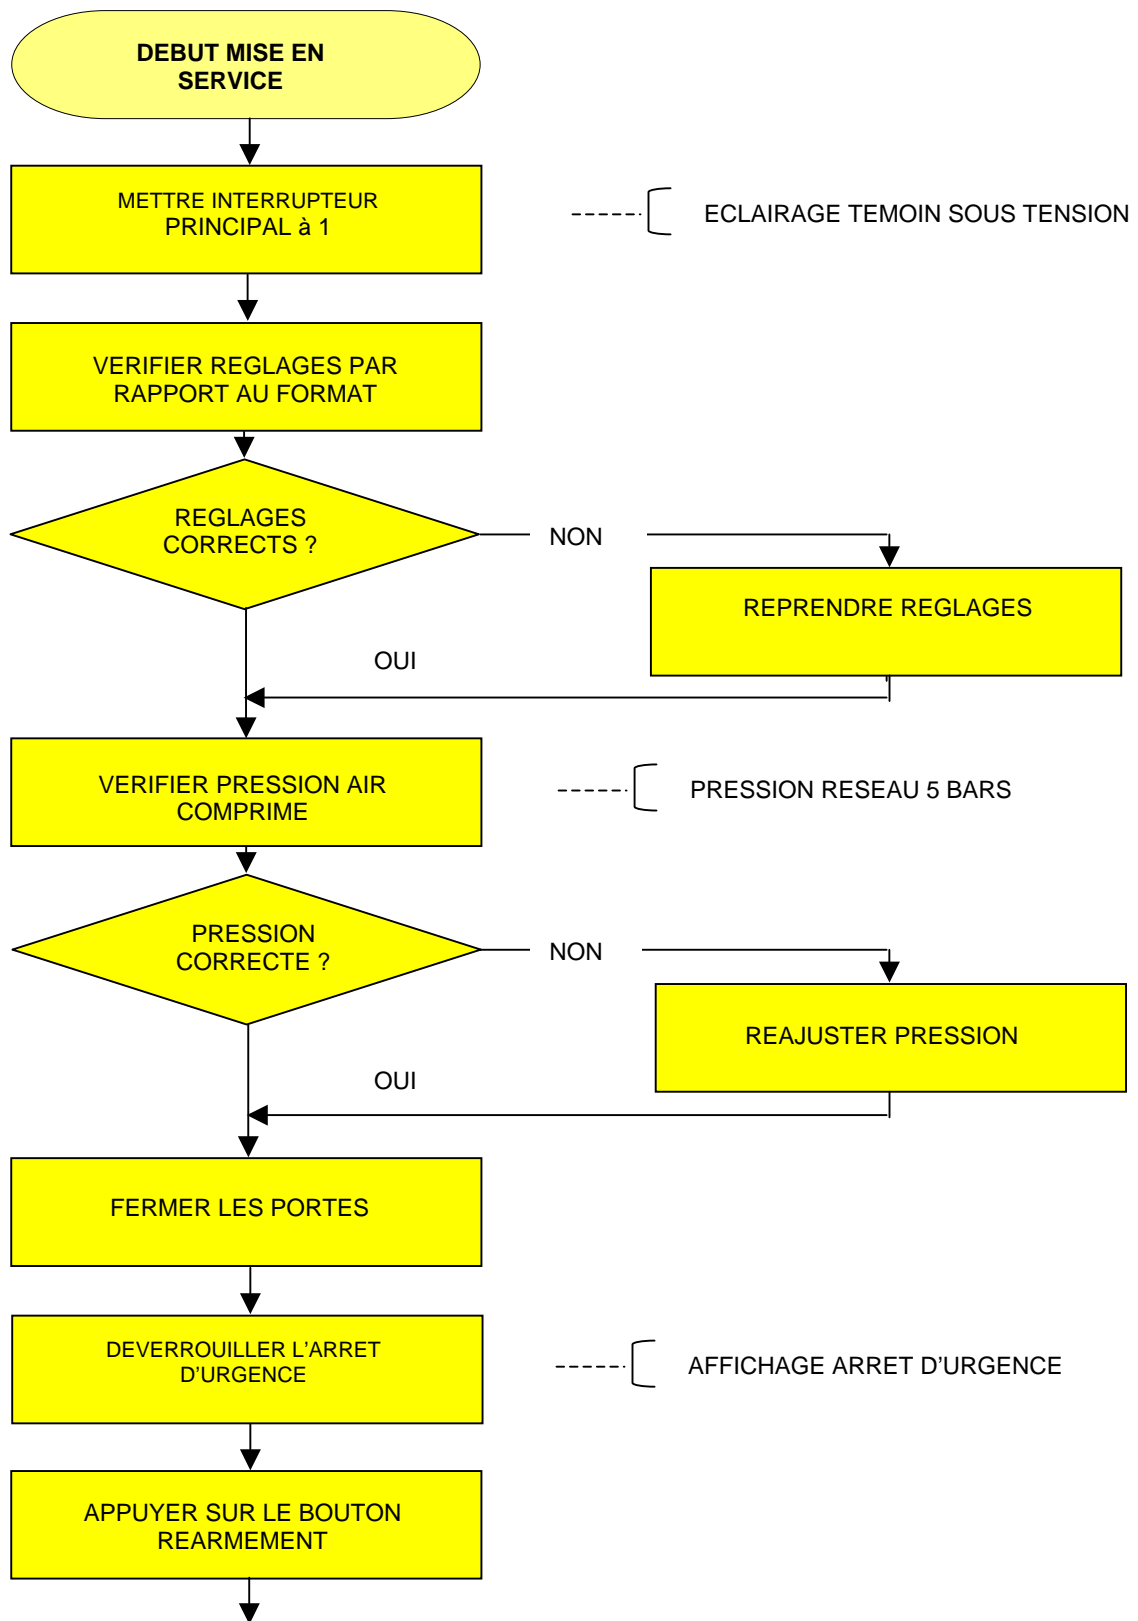 DEBUT MISE EN
SERVICE
METTRE INTERRUPTEUR
PRINCIPAL à 1
ECLAIRAGE TEMOIN SOUS TENSION
VERIFIER REGLAGES PAR
RAPPORT AU FORMAT
REGLAGES
CORRECTS ?
NON
REPRENDRE REGLAGES
OUI
VERIFIER PRESSION AIR
COMPRIME
PRESSION RESEAU 5 BARS
PRESSION
CORRECTE ?
NON
REAJUSTER PRESSION
OUI
FERMER LES PORTES
DEVERROUILLER L’ARRET
D’URGENCE
AFFICHAGE ARRET D’URGENCE
APPUYER SUR LE BOUTON
REARMEMENT